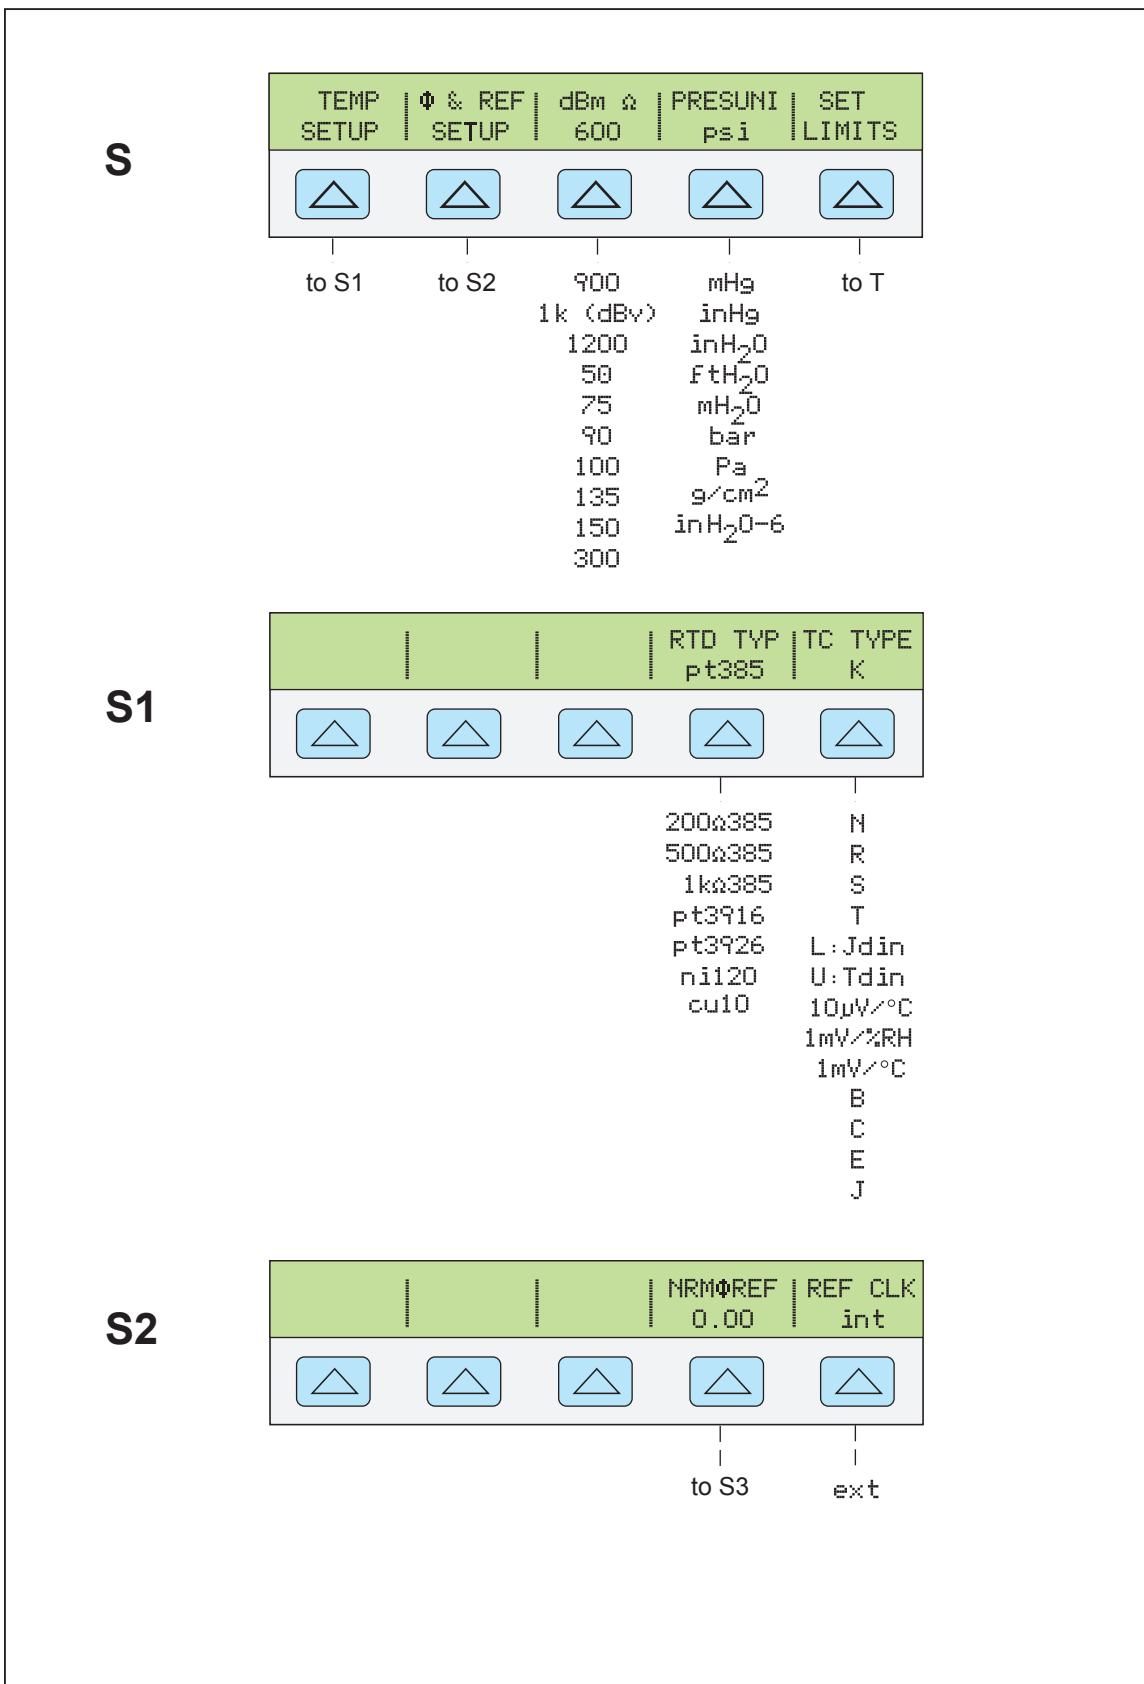 S
TEMP SETUP
Φ & REF SETUP
dBm Ω 600
PRESUNI psi
SET LIMITS
to S1
to S2
900
1k (dBv)
1200
50
75
90
100
135
150
300
mHg
inHg
inH₂O
ftH₂O
mH₂O
bar
Pa
g/cm²
inH₂O-6
to T
S1
RTD TYP pt385
TC TYPE K
200Ω385
500Ω385
1kΩ385
pt3916
pt3926
ni120
cu10
N
R
S
T
L:Jdin
U:Tdin
10µV/°C
1mV/%RH
1mV/°C
B
C
E
J
S2
NRMΦREF 0.00
REF CLK int
to S3
ext